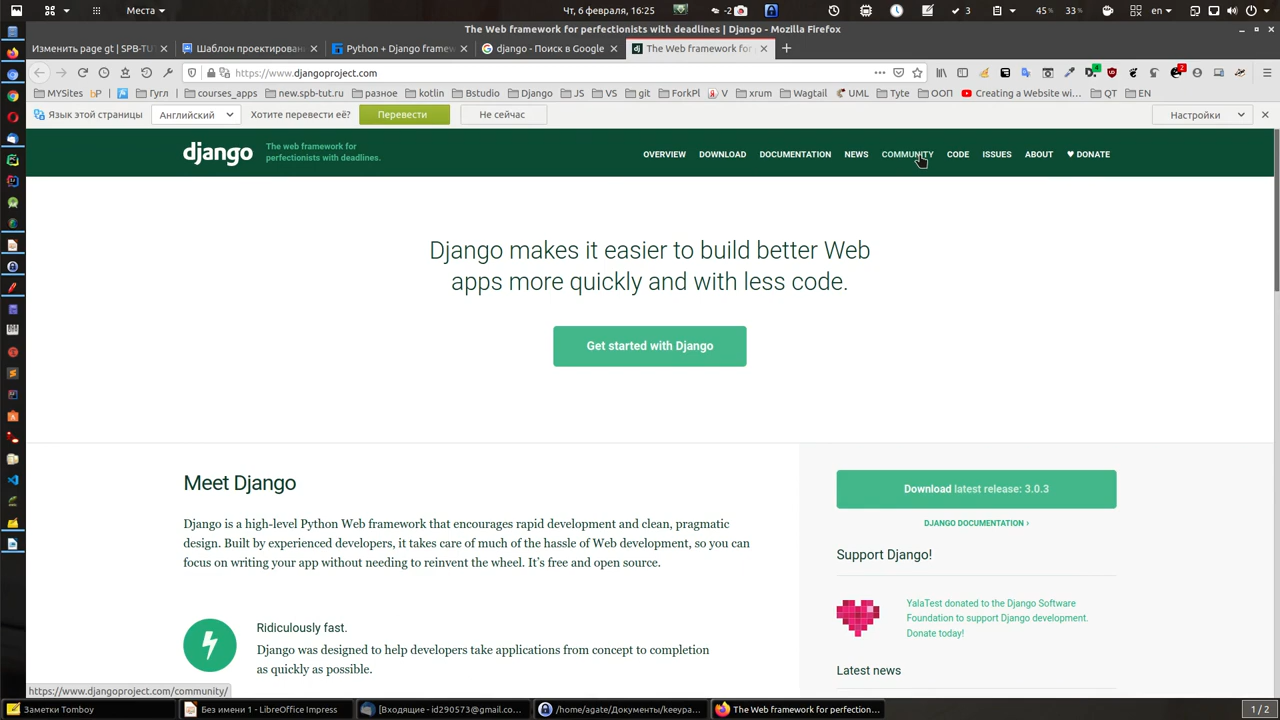 Места
Чт, 6 февраля, 16:25
3
2
en
45%
33%
The Web framework for perfectionists with deadlines. | Django - Mozilla Firefox
Изменить page gt | SPB-TU
Шаблон проектирован
Python + Django framew
django - Поиск в Google
The Web framework for
https://www.djangoproject.com
MYSites
bP
Гугл
courses_apps
new.spb-tut.ru
разное
kotlin
Bstudio
Django
JS
VS
git
ForkPl
V
xrum
Wagtail
UML
Tyte
ООП
Creating a Website wi...
QT
EN
Язык этой страницы
Английский
Хотите перевести её?
Перевести
Не сейчас
Настройки
django
The web framework for
perfectionists with deadlines.
OVERVIEW
DOWNLOAD
DOCUMENTATION
NEWS
COMMUNITY
CODE
ISSUES
ABOUT
♥ DONATE
Django makes it easier to build better Web
apps more quickly and with less code.
Get started with Django
Meet Django
Django is a high-level Python Web framework that encourages rapid development and clean, pragmatic
design. Built by experienced developers, it takes care of much of the hassle of Web development, so you can
focus on writing your app without needing to reinvent the wheel. It's free and open source.
Ridiculously fast.
Django was designed to help developers take applications from concept to completion
as quickly as possible.
Download latest release: 3.0.3
DJANGO DOCUMENTATION ›
Support Django!
YalaTest donated to the Django Software
Foundation to support Django development.
Donate today!
Latest news
https://www.djangoproject.com/community/
Заметки Tomboy
Без имени 1 - LibreOffice Impress
[Входящие - id290573@gmail.co...
/home/agate/Документы/keeypa...
The Web framework for perfection...
1 / 2